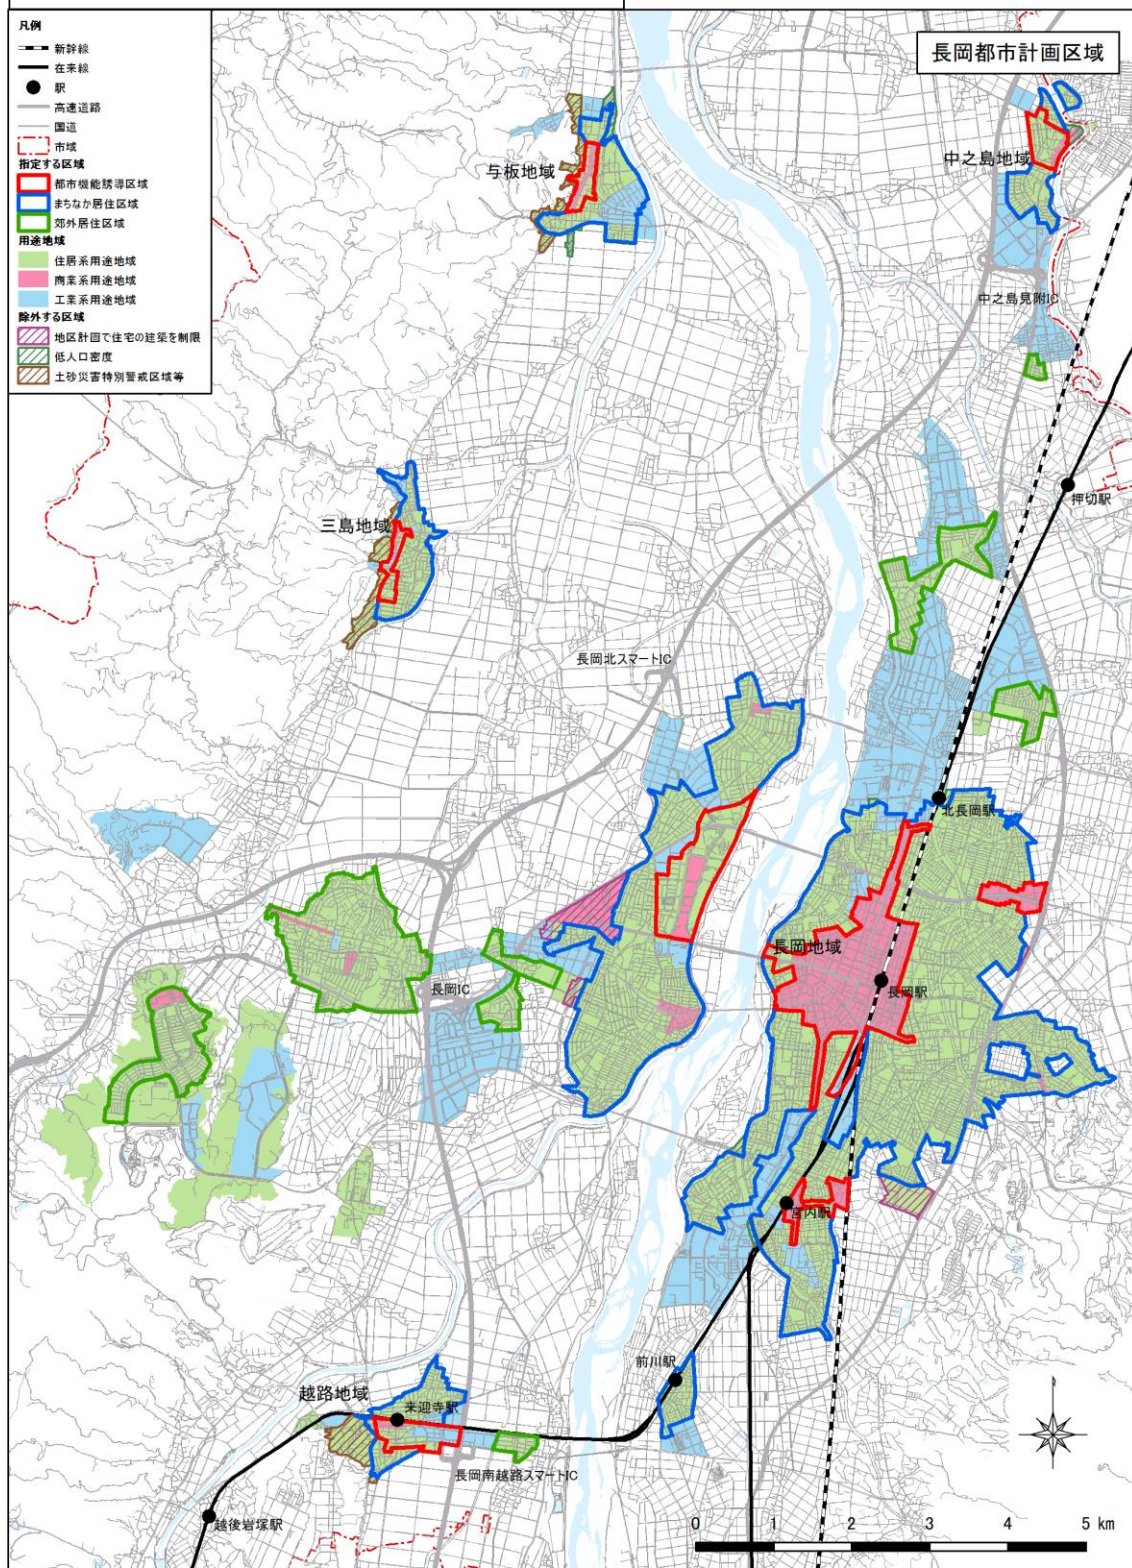 凡例
新幹線
在来線
駅
高速道路
国道
市域
指定する区域
都市機能誘導区域
まちなか居住区域
郊外居住区域
用途地域
住居系用途地域
商業系用途地域
工業系用途地域
除外する区域
地区計画で住宅の建築を制限
低人口密度
土砂災害特別警戒区域等
長岡都市計画区域
与板地域
中之島地域
中之島見附IC
押切駅
三島地域
長岡北スマートIC
北長岡駅
長岡地域
長岡駅
長岡IC
宮内駅
前川駅
越路地域
来迎寺駅
長岡南越路スマートIC
越後岩塚駅
0 1 2 3 4 5 km